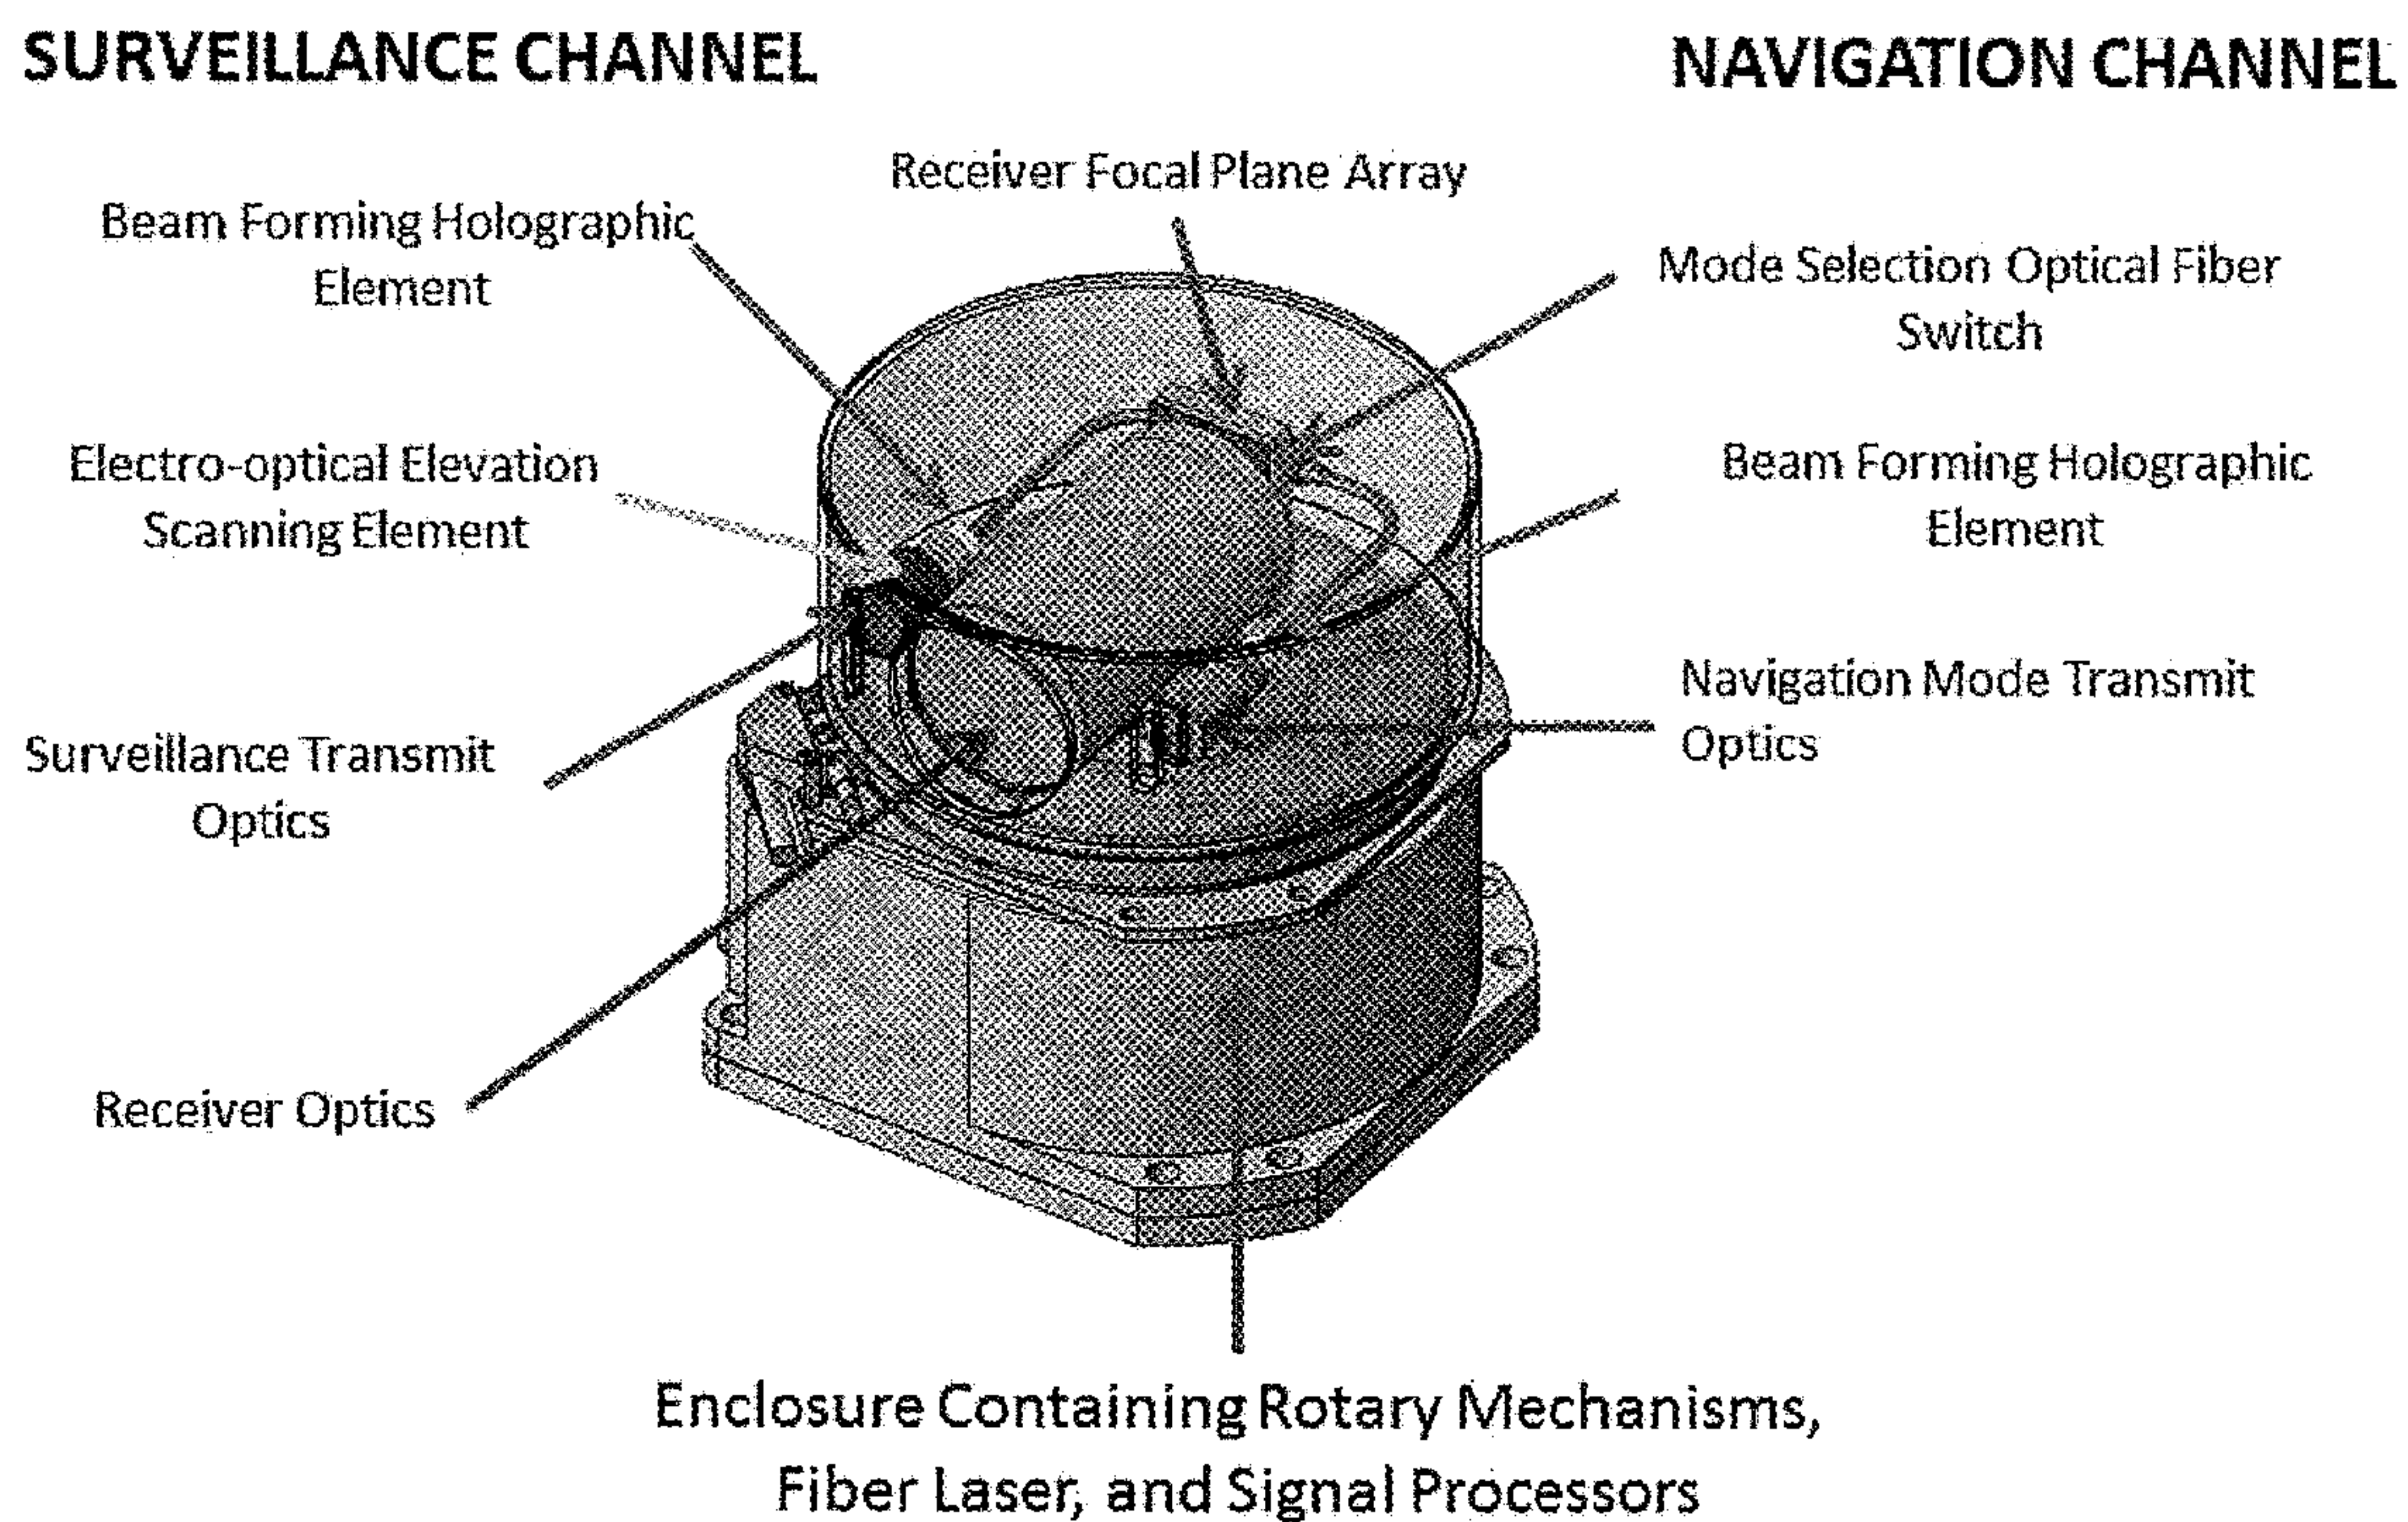 SURVEILLANCE CHANNEL
NAVIGATION CHANNEL
Receiver Focal Plane Array
Beam Forming Holographic
Element
Mode Selection Optical Fiber
Switch
Electro-optical Elevation
Scanning Element
Beam Forming Holographic
Element
Surveillance Transmit
Optics
Navigation Mode Transmit
Optics
Receiver Optics
Enclosure Containing Rotary Mechanisms,
Fiber Laser, and Signal Processors